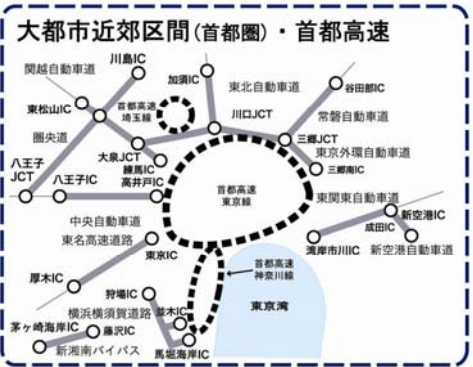 大都市近郊区間(首都圏)・首都高速
川島IC
関越自動車道
加須IC
東北自動車道
谷田部IC
東松山IC
首都高速
埼玉線
川口JCT
常磐自動車道
圏央道
三郷JCT
大泉JCT
東京外環自動車道
練馬IC
三郷南IC
八王子
JCT
八王子IC
高井戸IC
首都高速
東京線
東関東自動車道
中央自動車道
新空港IC
成田IC
東名高速道路
東京IC
湾岸市川IC
新空港自動車道
首都高速
神奈川線
厚木IC
狩場IC
東京湾
横浜横須賀道路
並木IC
茅ヶ崎海岸IC
藤沢IC
新湘南バイパス
馬堀海岸IC